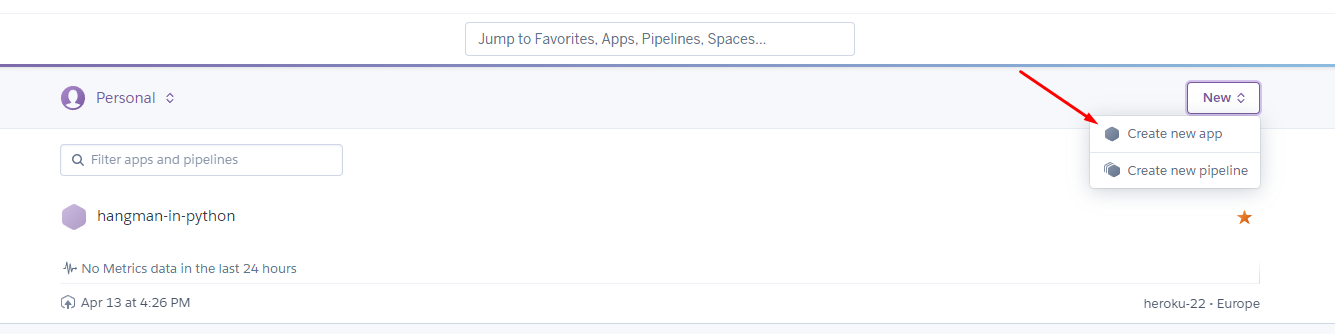 Jump to Favorites, Apps, Pipelines, Spaces...
Personal
New
Create new app
Create new pipeline
Filter apps and pipelines
hangman-in-python
No Metrics data in the last 24 hours
Apr 13 at 4:26 PM
heroku-22 • Europe